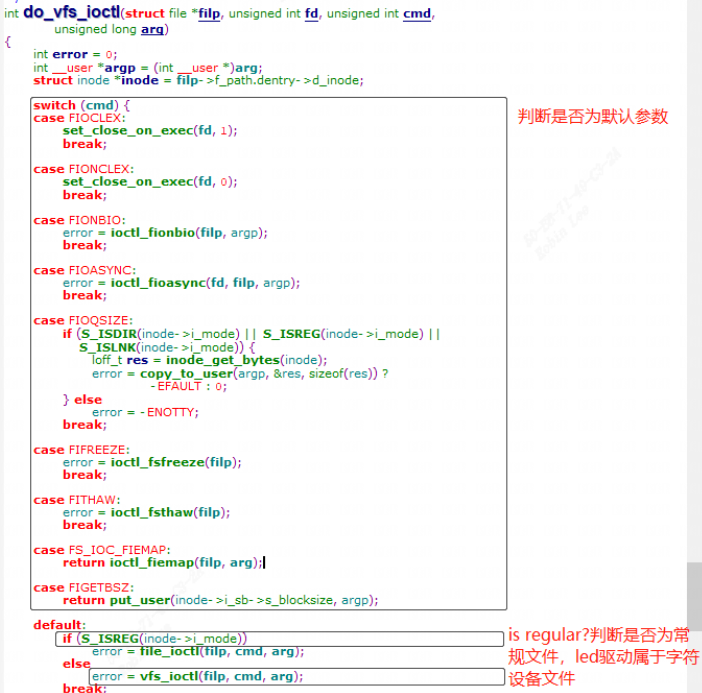 int do_vfs_ioctl(struct file *filp, unsigned int fd, unsigned int cmd,
unsigned long arg)
{
int error = 0;
int __user *argp = (int __user *)arg;
struct inode *inode = filp->f_path.dentry->d_inode;
switch (cmd) {
判断是否为默认参数
case FIOCLEX:
set_close_on_exec(fd, 1);
break;
case FIONCLEX:
set_close_on_exec(fd, 0);
break;
case FIONBIO:
error = ioctl_fionbio(filp, argp);
break;
case FIOASYNC:
error = ioctl_fioasync(fd, filp, argp);
break;
case FIOQSIZE:
if (S_ISDIR(inode->i_mode) || S_ISREG(inode->i_mode) ||
S_ISLNK(inode->i_mode)) {
loff_t res = inode_get_bytes(inode);
error = copy_to_user(argp, &res, sizeof(res)) ?
-EFAULT : 0;
} else
error = -ENOTTY;
break;
case FIFREEZE:
error = ioctl_fsfreeze(filp);
break;
case FITHAW:
error = ioctl_fsthaw(filp);
break;
case FS_IOC_FIEMAP:
return ioctl_fiemap(filp, arg);
case FIGETBSZ:
return put_user(inode->i_sb->s_blocksize, argp);
default:
if (S_ISREG(inode->i_mode))
error = file_ioctl(filp, cmd, arg);
else
error = vfs_ioctl(filp, cmd, arg);
break;
is regular?判断是否为常
规文件，led驱动属于字符
设备文件